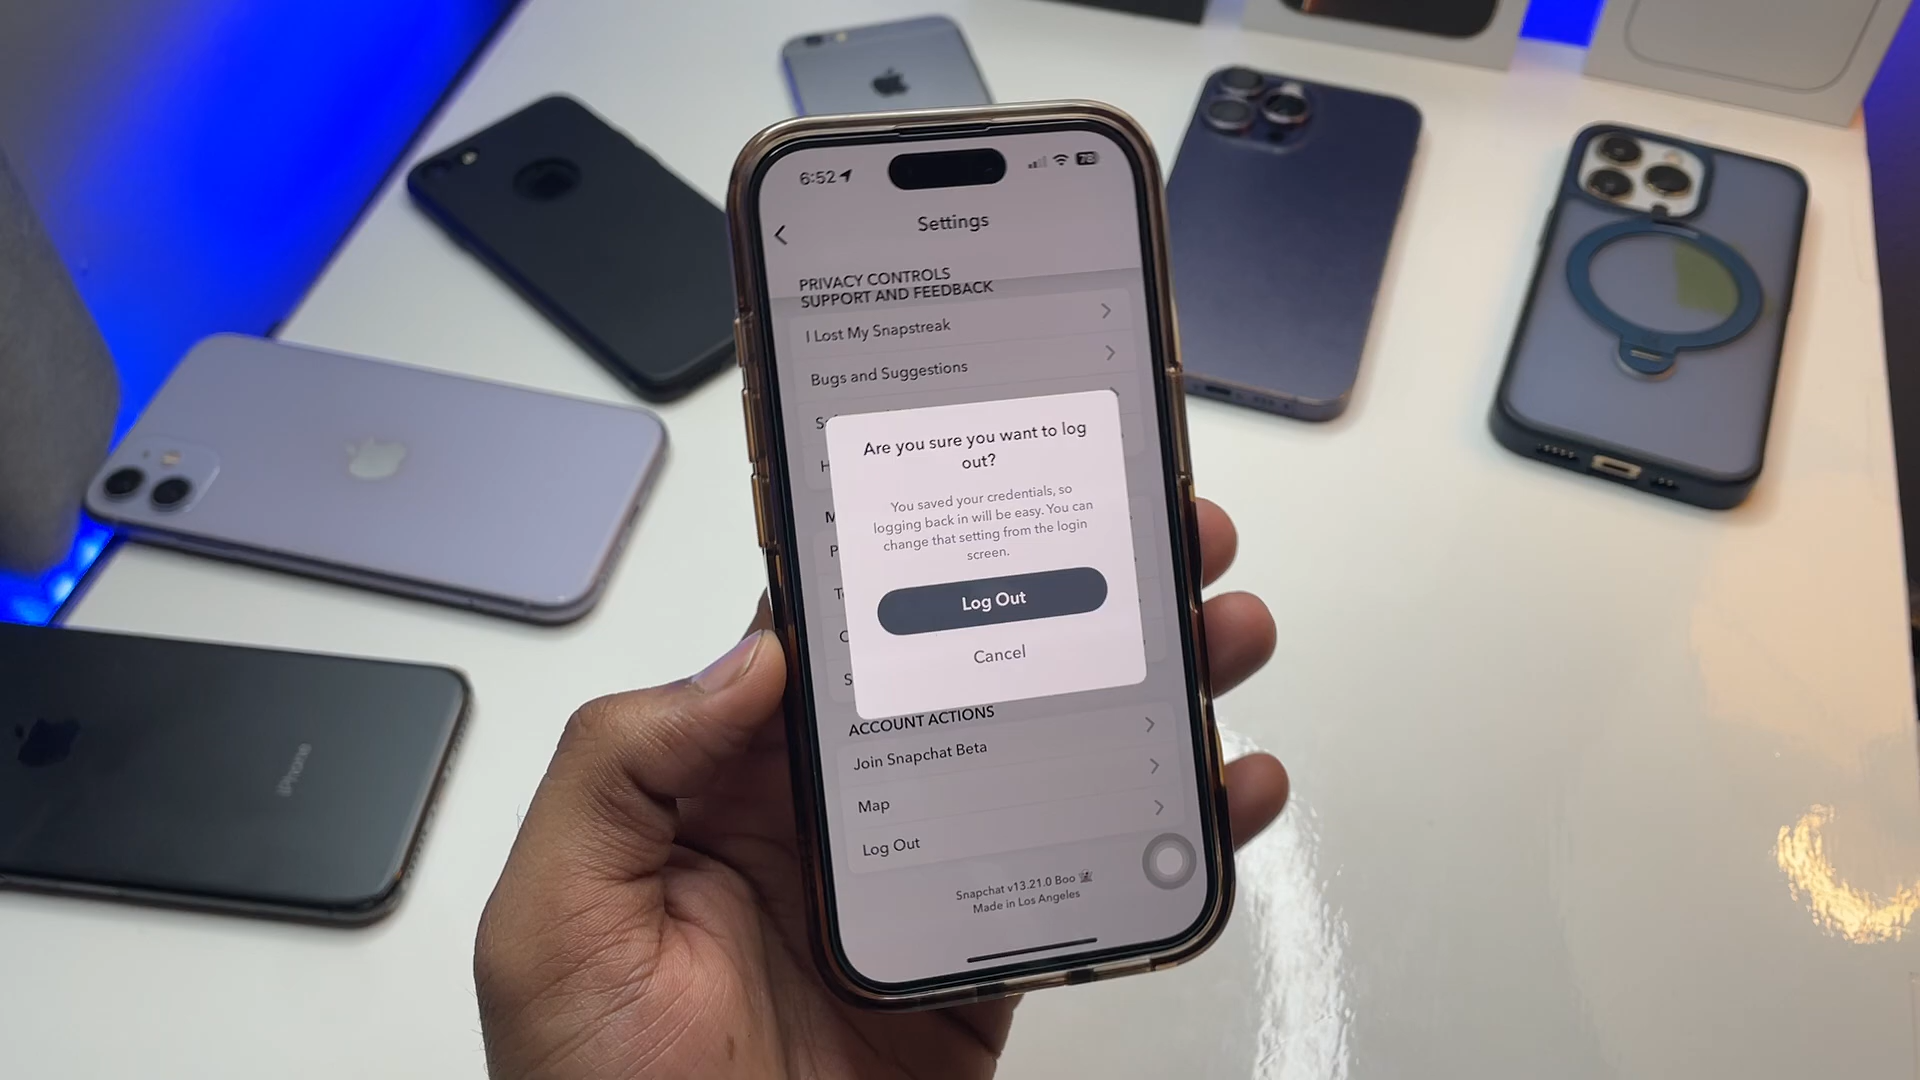 6:52
78
Settings
PRIVACY CONTROLS
SUPPORT AND FEEDBACK
I Lost My Snapstreak
Bugs and Suggestions
Are you sure you want to log
out?
You saved your credentials, so
logging back in will be easy. You can
change that setting from the login
screen.
Log Out
Cancel
ACCOUNT ACTIONS
Join Snapchat Beta
Map
Log Out
Snapchat v13.21.0 Boo
Made in Los Angeles
iPhone